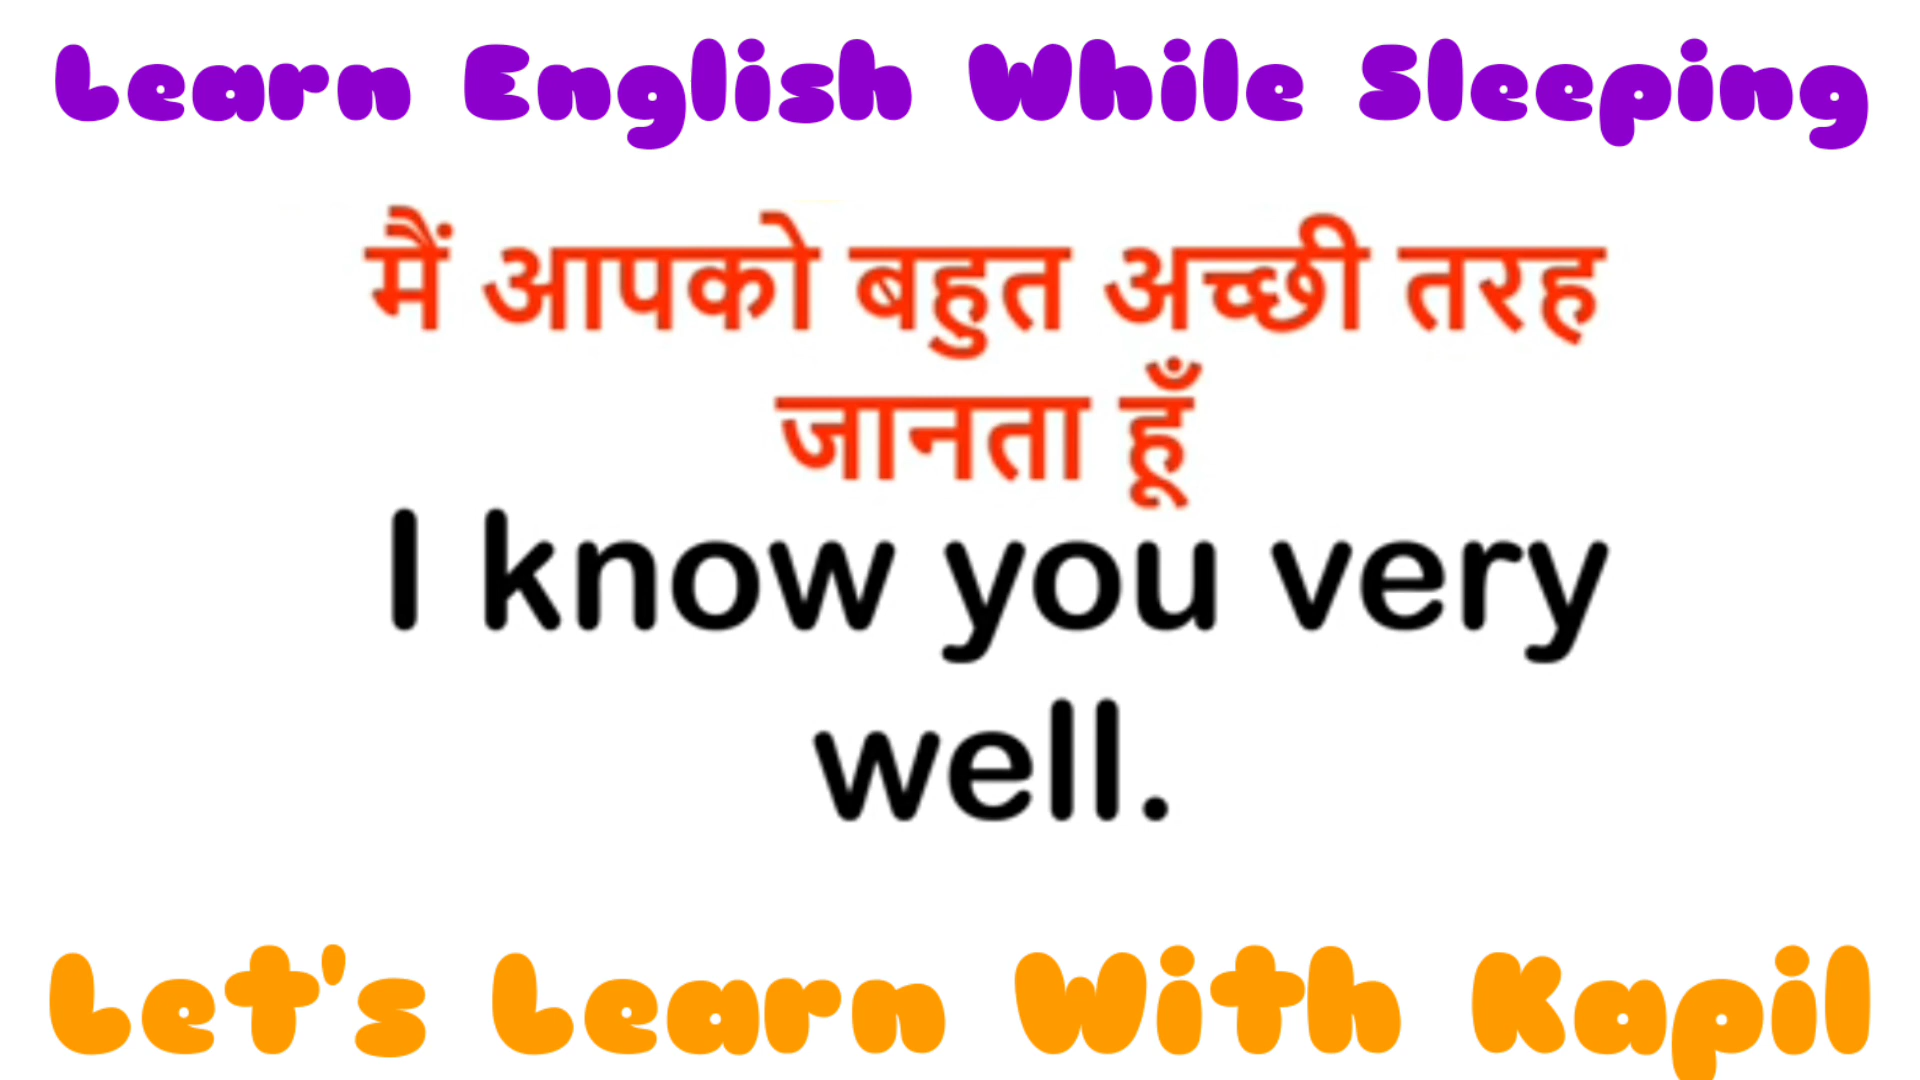 Learn English While Sleeping
मैं आपको बहुत अच्छी तरह
जानता हूँ
I know you very
well.
Let's Learn With Kapil